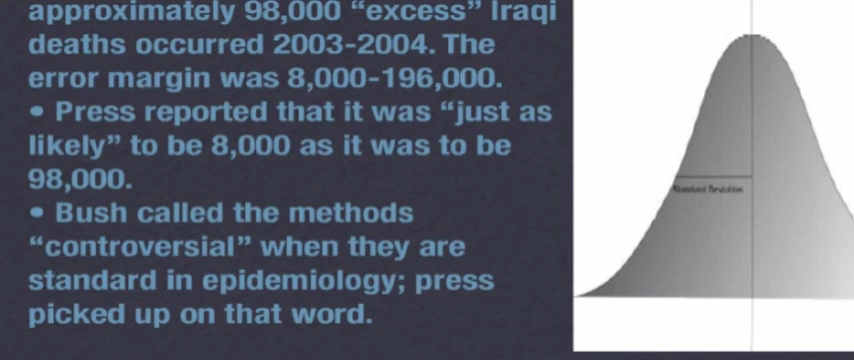 approximately 98,000 “excess” Iraqi
deaths occurred 2003-2004. The
error margin was 8,000-196,000.
• Press reported that it was “just as
likely” to be 8,000 as it was to be
98,000.
• Bush called the methods
“controversial” when they are
standard in epidemiology; press
picked up on that word.
Standard Deviation